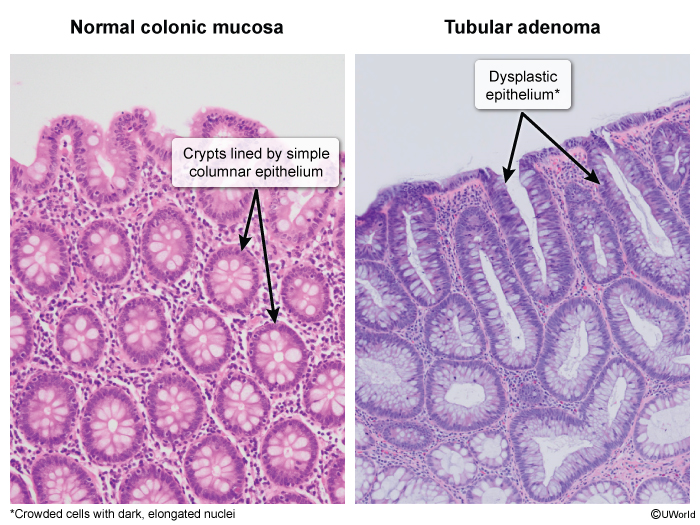 Normal colonic mucosa
Tubular adenoma
Dysplastic
epithelium*
Crypts lined by simple
columnar epithelium
*Crowded cells with dark, elongated nuclei
©UWorld